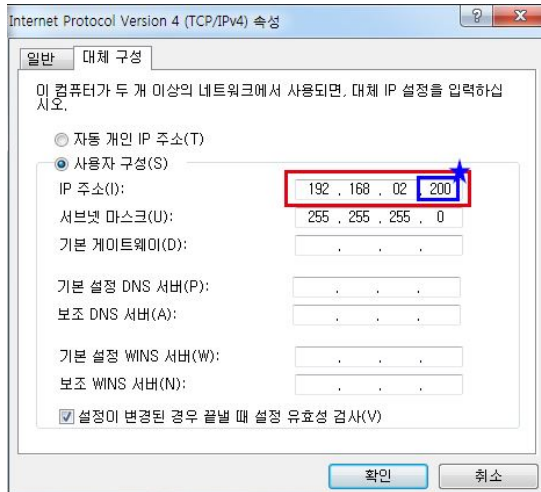 Internet Protocol Version 4 (TCP/IPv4) 속성
일반 대체 구성
이 컴퓨터가 두 개 이상의 네트워크에서 사용되면, 대체 IP 설정을 입력하십
시오.
자동 개인 IP 주소(T)
사용자 구성(S)
IP 주소(I): 192 . 168 . 02 . 200
서브넷 마스크(U): 255 . 255 . 255 . 0
기본 게이트웨이(D): . . .
기본 설정 DNS 서버(P): . . .
보조 DNS 서버(A): . . .
기본 설정 WINS 서버(W): . . .
보조 WINS 서버(N): . . .
설정이 변경된 경우 끝낼 때 설정 유효성 검사(V)
확인 취소